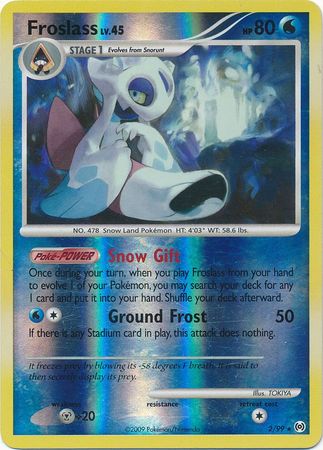 Froslass LV.45 HP 80
STAGE 1 Evolves from Snorunt
NO. 478 Snow Land Pokémon HT: 4'03" WT: 58.6 lbs.
Poké-POWER Snow Gift
Once during your turn, when you play Froslass from your hand
to evolve 1 of your Pokémon, you may search your deck for any
1 card and put it into your hand. Shuffle your deck afterward.
Ground Frost 50
If there is any Stadium card in play, this attack does nothing.
It freezes prey by blowing its -58 degrees F breath. It is said to
then secretly display its prey.
Illus. TOKIYA
weakness resistance retreat cost
+20
©2009 Pokémon/Nintendo 2/99 ★